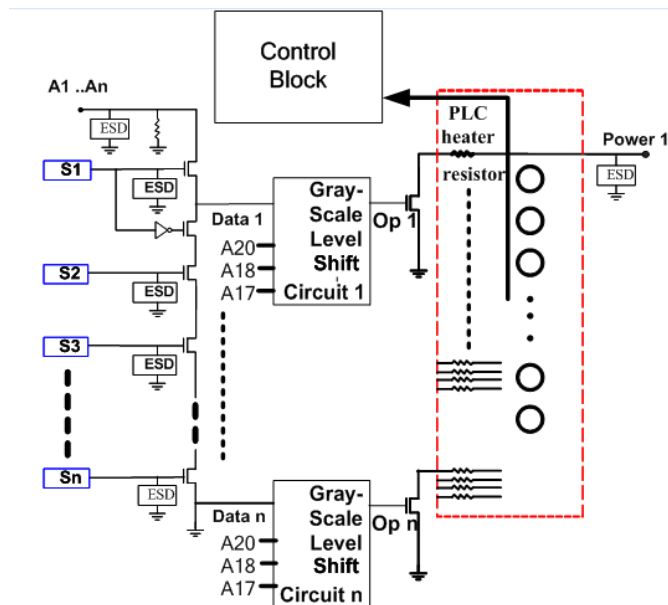 Control
Block
A1 ..An
ESD
PLC
heater
resistor
Power 1
ESD
S1
ESD
Gray-
Scale
Level
Shift
Circuit 1
Data 1
A20
A18
A17
Op 1
S2
ESD
S3
ESD
Sn
ESD
Gray-
Scale
Level
Shift
Circuit n
Data n
A20
A18
A17
Op n